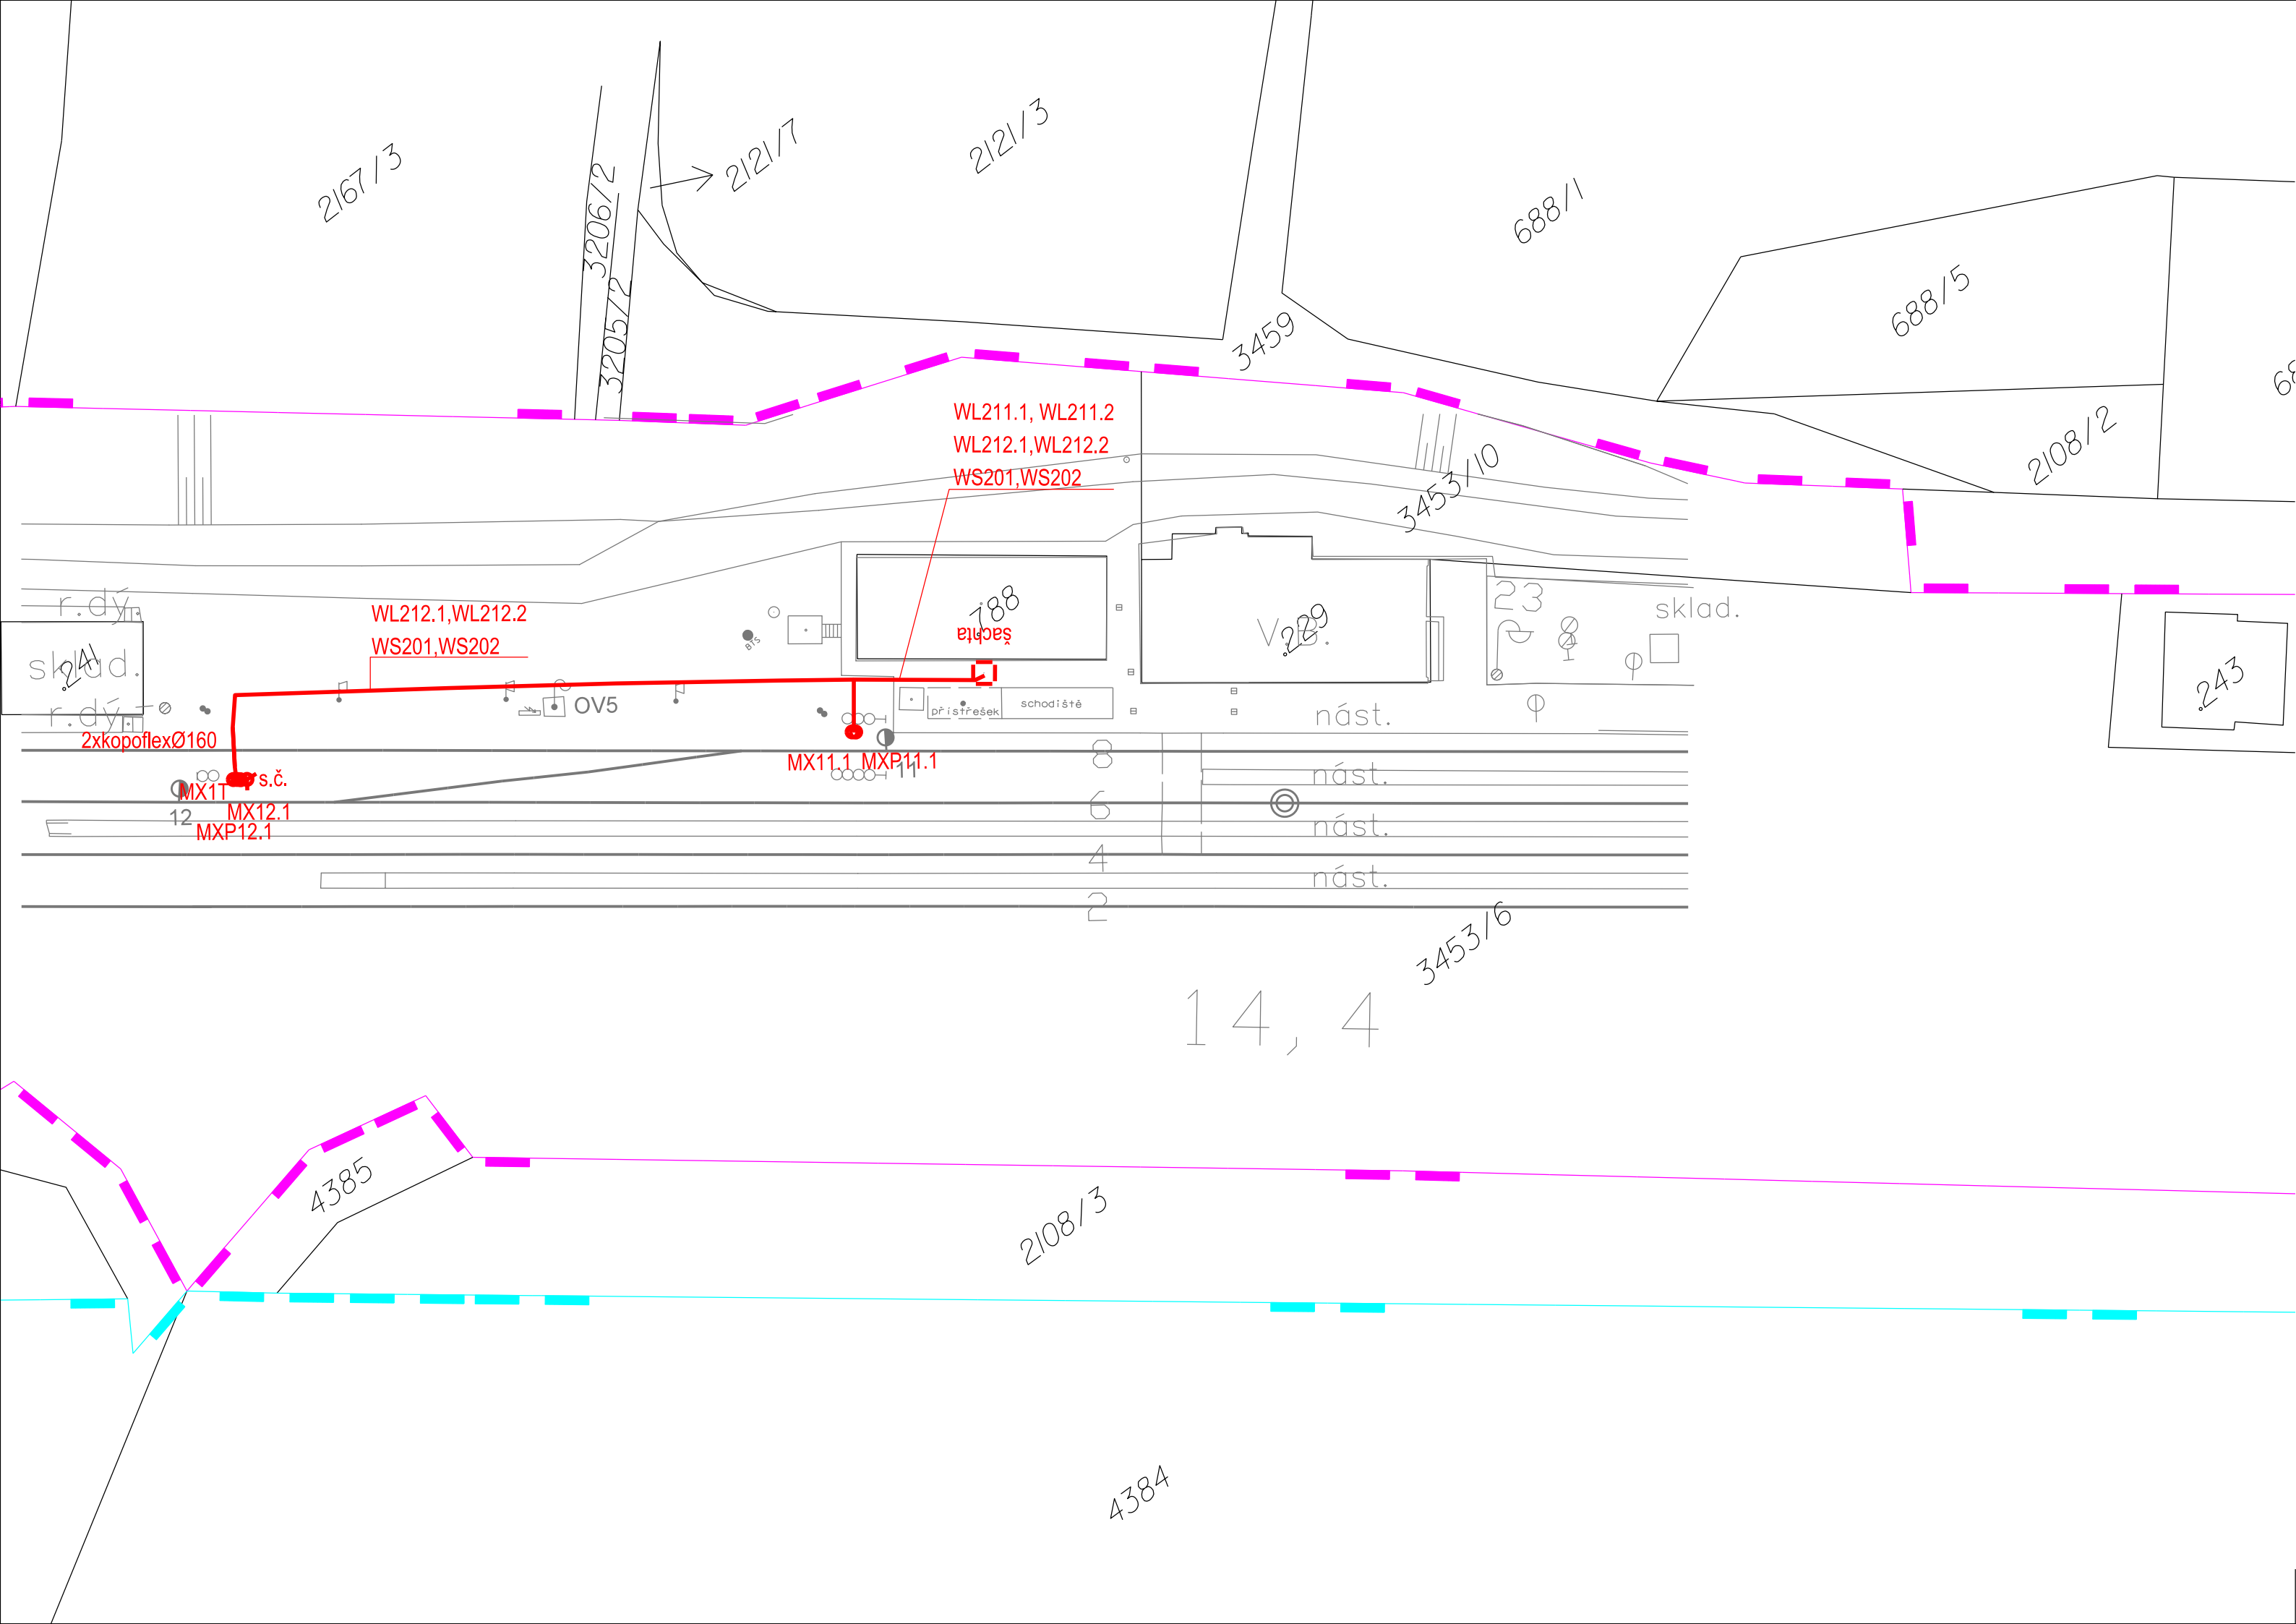 2167/3
3206/2
3205/2
2121/7
2121/3
688/1
688/5
3459
2108/2
3453/10
WL211.1, WL211.2
WL212.1,WL212.2
WS201,WS202
WL212.1,WL212.2
WS201,WS202
r.dý.
sklad.
.241
r.dý.
2xkopoflexØ160
BTS
OV5
.788
šachta
přístřešek
schodiště
V.B.
.229
23
sklad.
.243
nást.
MX11.1
MXP11.1
11
8
nást.
MX1T
s.č.
12
MX12.1
MXP12.1
6
nást.
4
nást.
2
3453/6
14,4
4385
2108/3
4384